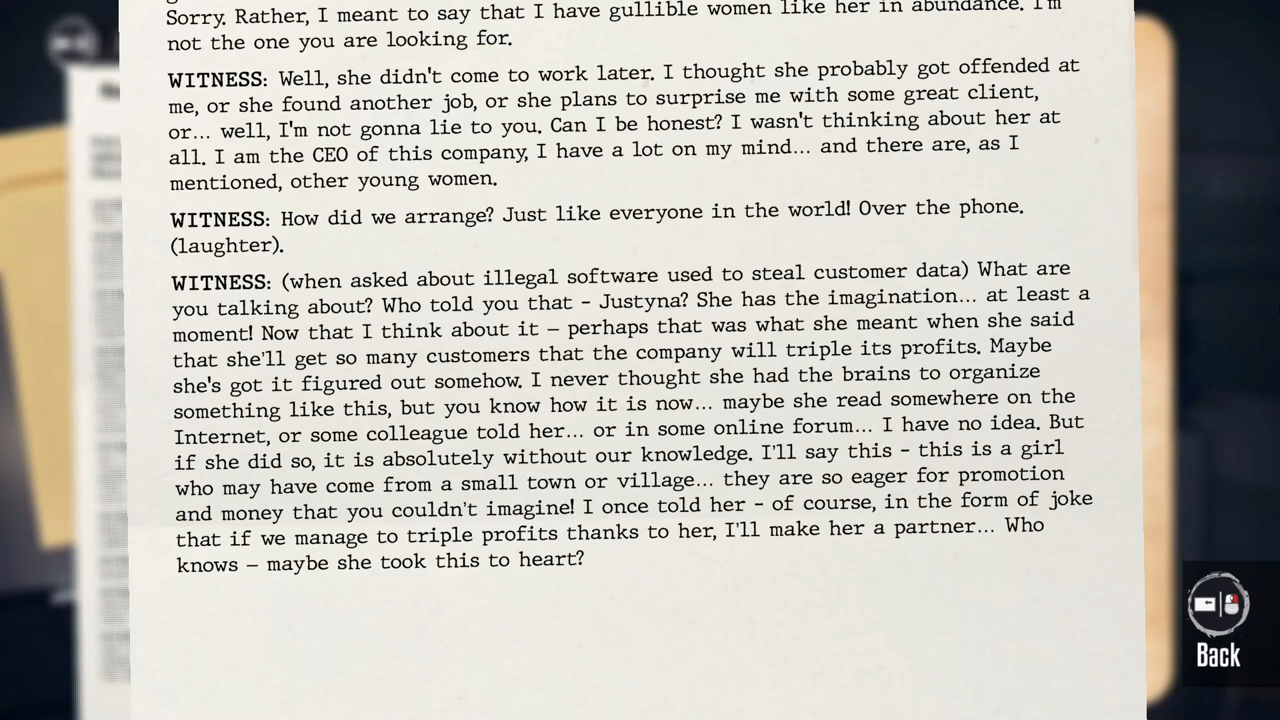 Sorry. Rather, I meant to say that I have gullible women like her in abundance. I'm
not the one you are looking for.
WITNESS: Well, she didn't come to work later. I thought she probably got offended at
me, or she found another job, or she plans to surprise me with some great client,
or... well, I'm not gonna lie to you. Can I be honest? I wasn't thinking about her at
all. I am the CEO of this company, I have a lot on my mind... and there are, as I
mentioned, other young women.
WITNESS: How did we arrange? Just like everyone in the world! Over the phone.
(laughter).
WITNESS: (when asked about illegal software used to steal customer data) What are
you talking about? Who told you that – Justyna? She has the imagination... at least a
moment! Now that I think about it – perhaps that was what she meant when she said
that she'll get so many customers that the company will triple its profits. Maybe
she's got it figured out somehow. I never thought she had the brains to organize
something like this, but you know how it is now... maybe she read somewhere on the
Internet, or some colleague told her... or in some online forum... I have no idea. But
if she did so, it is absolutely without our knowledge. I'll say this – this is a girl
who may have come from a small town or village... they are so eager for promotion
and money that you couldn't imagine! I once told her – of course, in the form of joke
that if we manage to triple profits thanks to her, I'll make her a partner... Who
knows – maybe she took this to heart?
Back